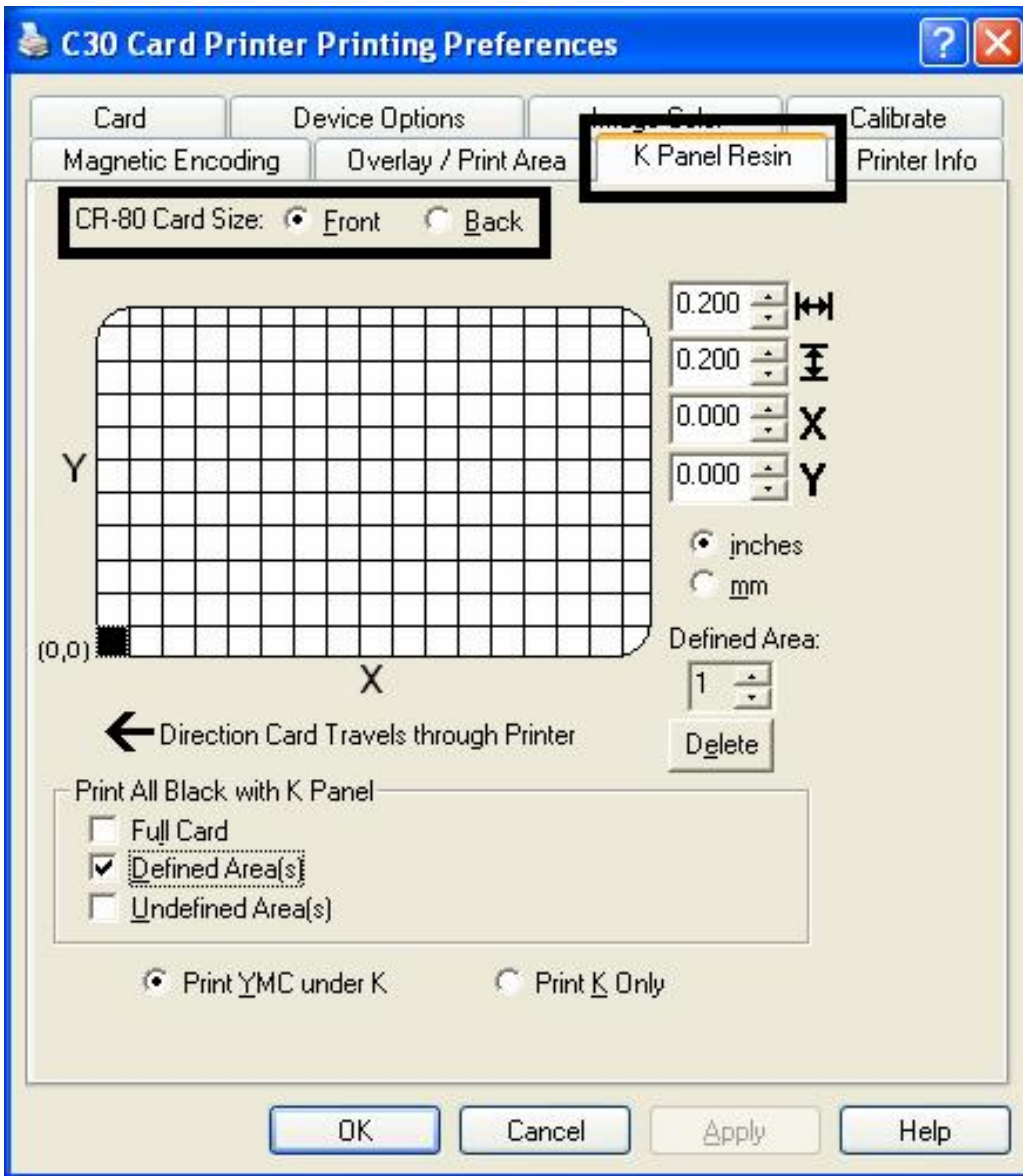 C30 Card Printer Printing Preferences
Card Device Options Image Color Calibrate
Magnetic Encoding Overlay / Print Area K Panel Resin Printer Info
CR-80 Card Size: Front Back
0.200
0.200
0.000 X
0.000 Y
Y
inches
mm
(0,0)
Defined Area:
X
1
Direction Card Travels through Printer
Delete
Print All Black with K Panel
Full Card
Defined Area(s)
Undefined Area(s)
Print YMC under K Print K Only
OK Cancel Apply Help